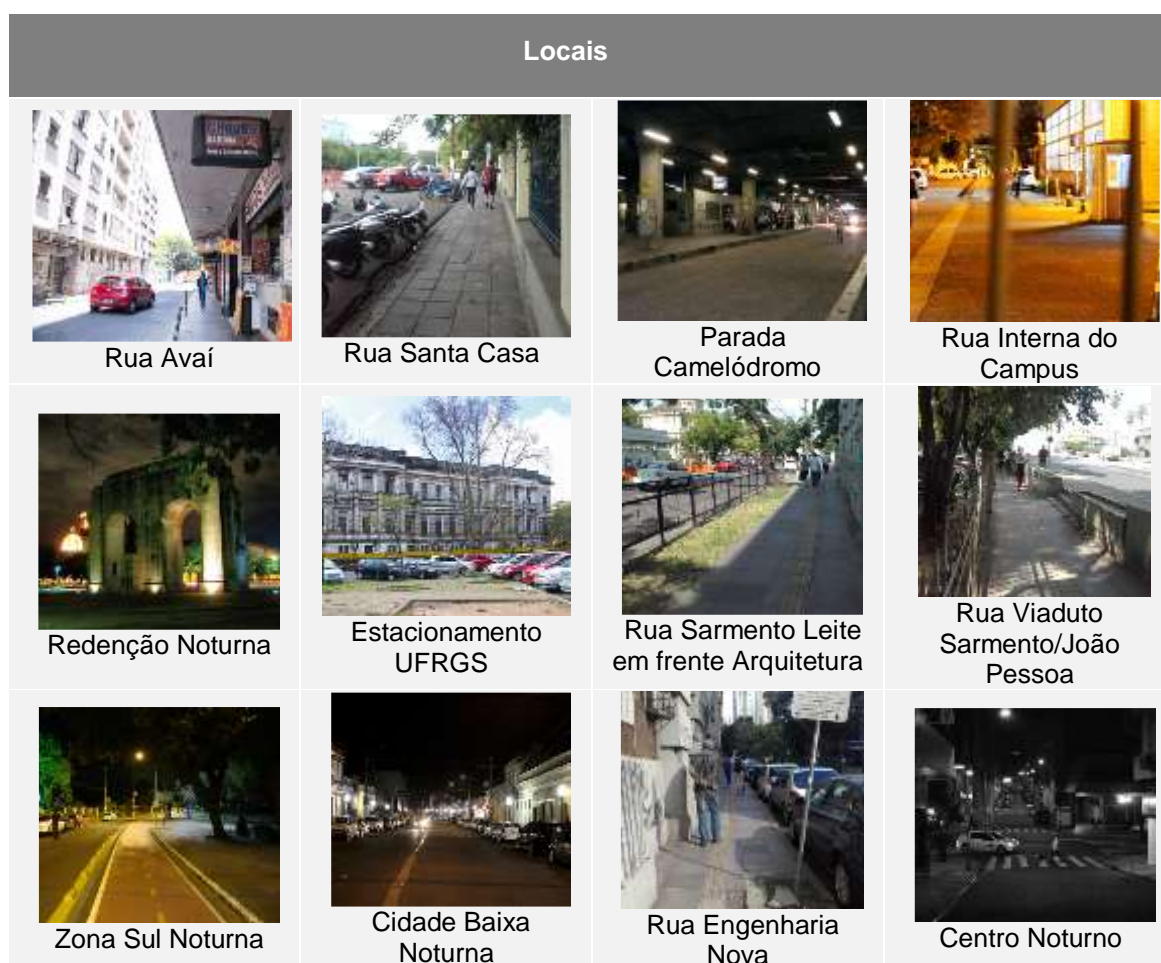 Locais
Rua Avaí
Rua Santa Casa
Parada
Camelódromo
Rua Interna do
Campus
Redenção Noturna
Estacionamento
UFRGS
Rua Sarmento Leite
em frente Arquitetura
Rua Viaduto
Sarmento/João
Pessoa
Zona Sul Noturna
Cidade Baixa
Noturna
Rua Engenharia
Nova
Centro Noturno